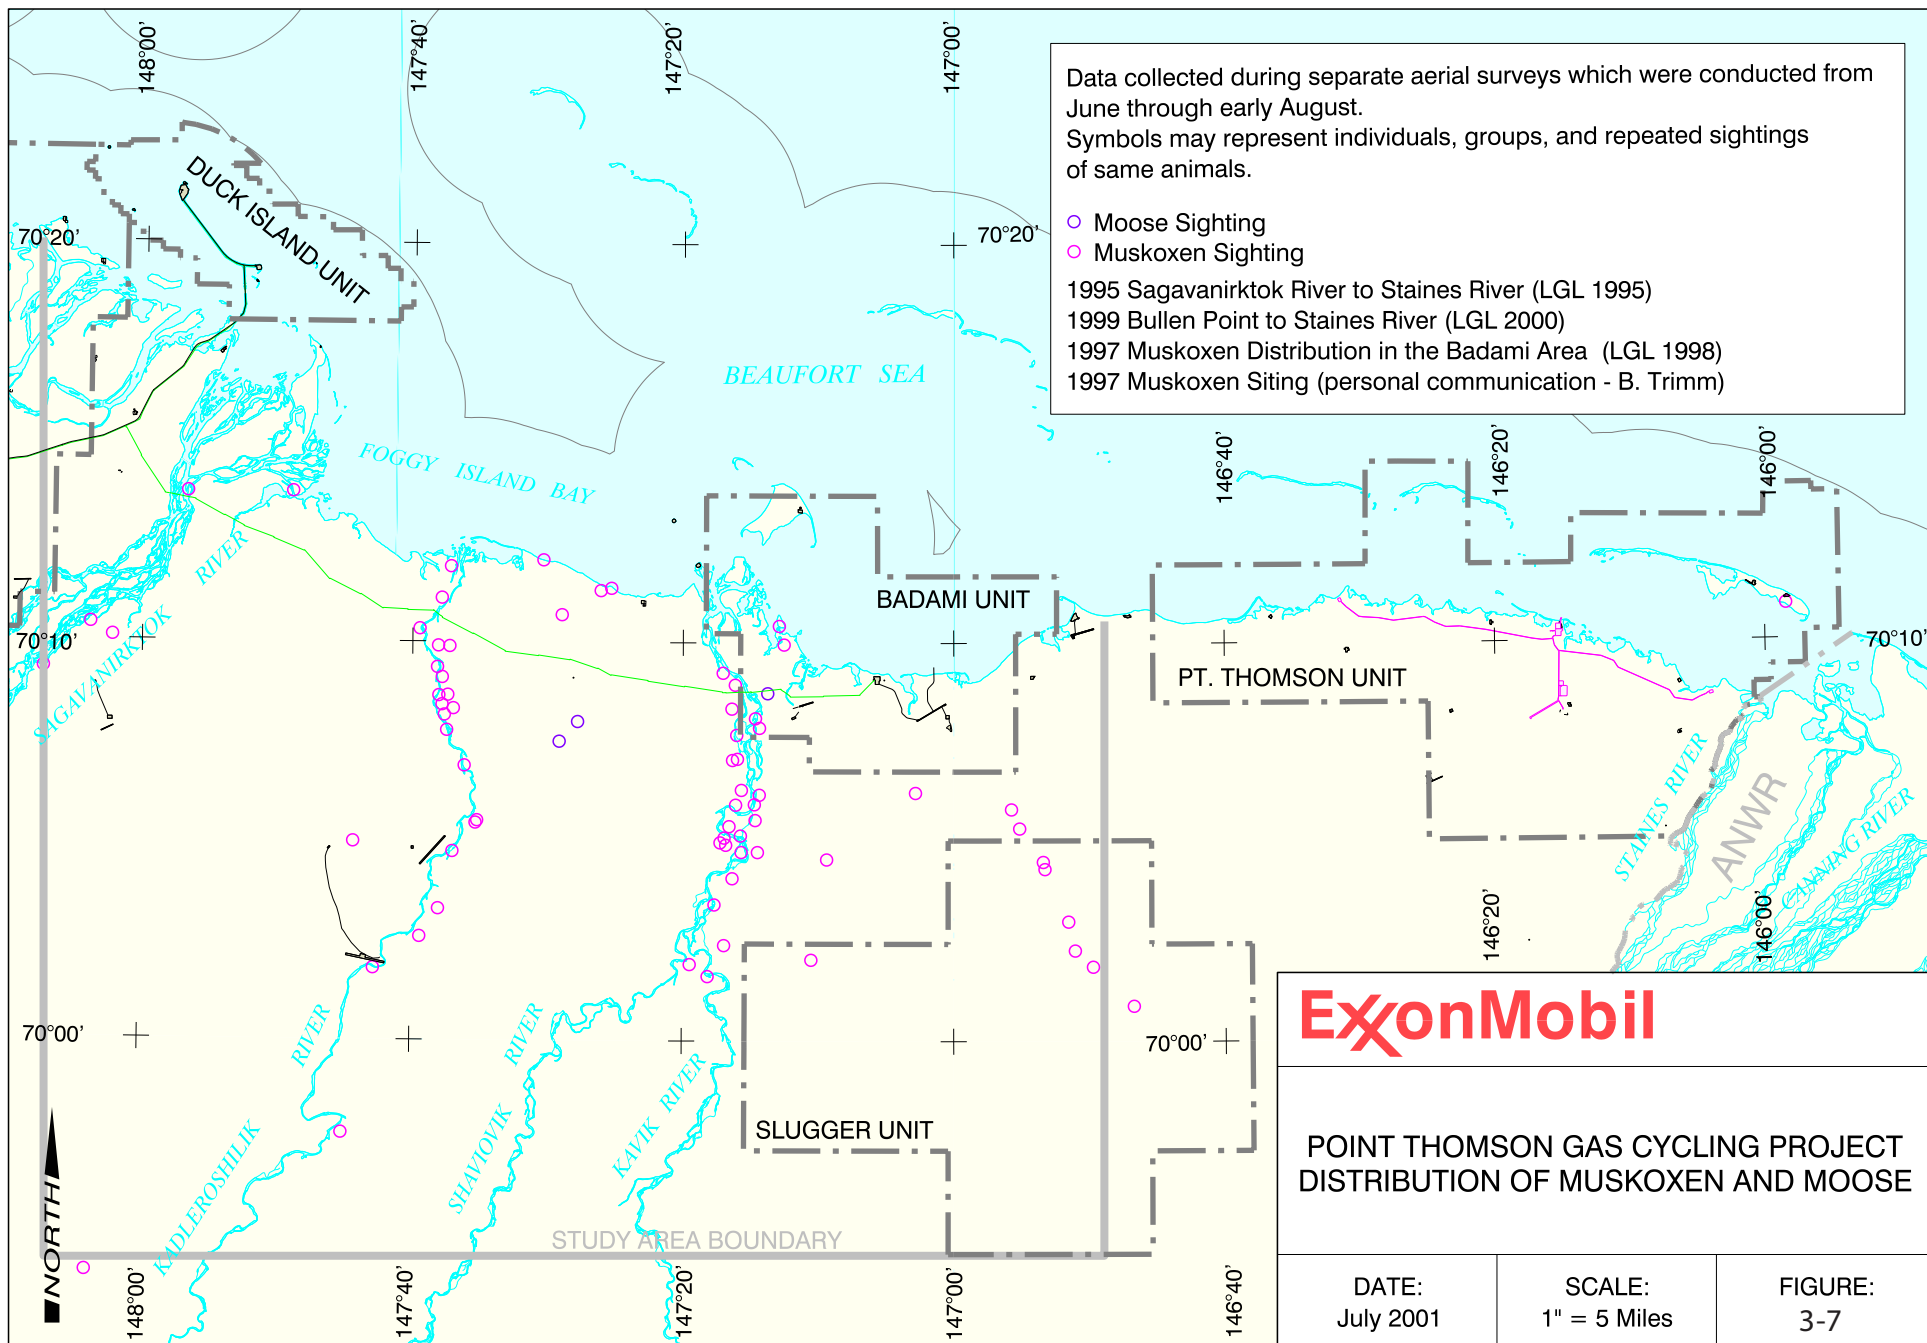 148°00'
147°40'
147°20'
147°00'
Data collected during separate aerial surveys which were conducted from
June through early August.
Symbols may represent individuals, groups, and repeated sightings
of same animals.
Moose Sighting
Muskoxen Sighting
1995 Sagavanirktok River to Staines River (LGL 1995)
1999 Bullen Point to Staines River (LGL 2000)
1997 Muskoxen Distribution in the Badami Area (LGL 1998)
1997 Muskoxen Siting (personal communication - B. Trimm)
DUCK ISLAND UNIT
70°20'
70°20'
BEAUFORT SEA
FOGGY ISLAND BAY
146°40'
146°20'
146°00'
SAGAVANIRKTOK RIVER
BADAMI UNIT
70°10'
70°10'
PT. THOMSON UNIT
STAINES RIVER
ANWR
CANNING RIVER
146°20'
146°00'
70°00'
70°00'
KADLEROSHILIK RIVER
SHAVIOVIK RIVER
KAVIK RIVER
SLUGGER UNIT
STUDY AREA BOUNDARY
NORTH
148°00'
147°40'
147°20'
147°00'
146°40'
ExxonMobil
POINT THOMSON GAS CYCLING PROJECT
DISTRIBUTION OF MUSKOXEN AND MOOSE
DATE:
July 2001
SCALE:
1" = 5 Miles
FIGURE:
3-7